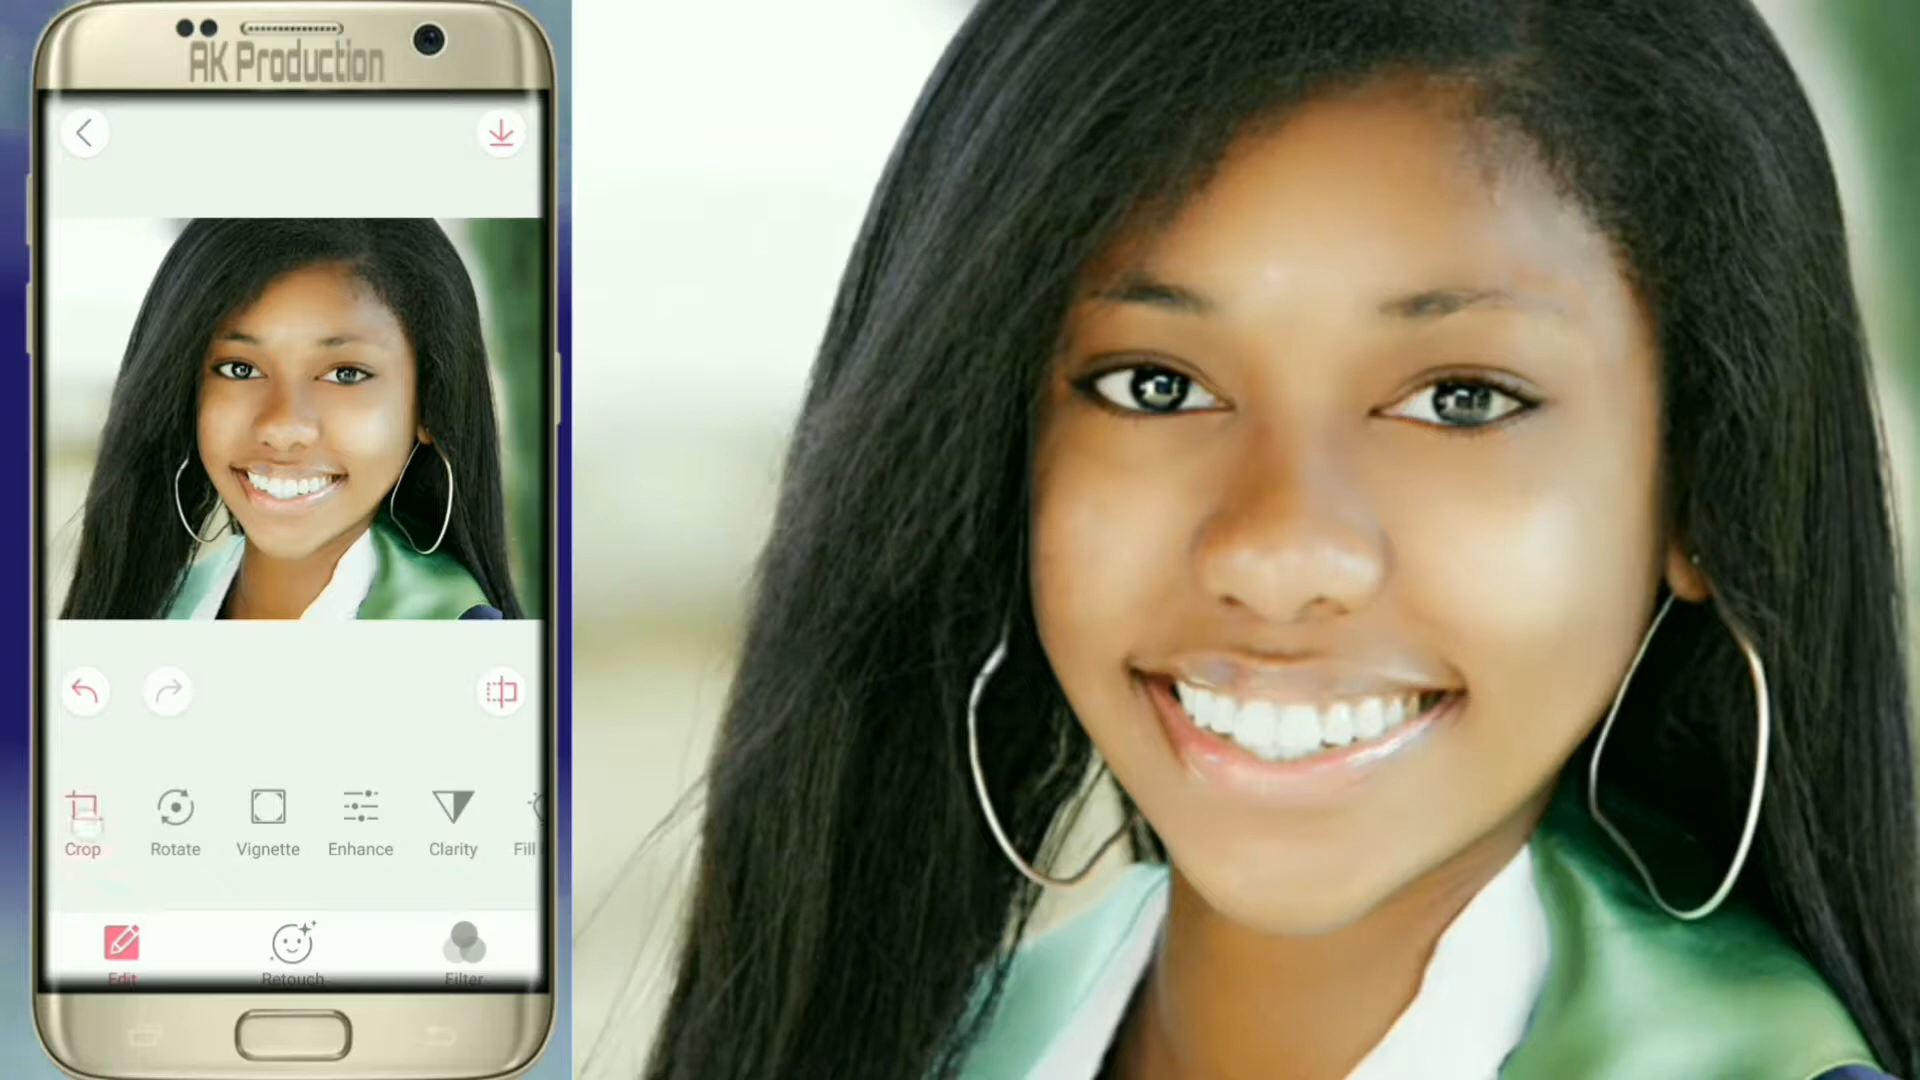 AK Production
Crop
Rotate
Vignette
Enhance
Clarity
Fill
Edit
Retouch
Filter